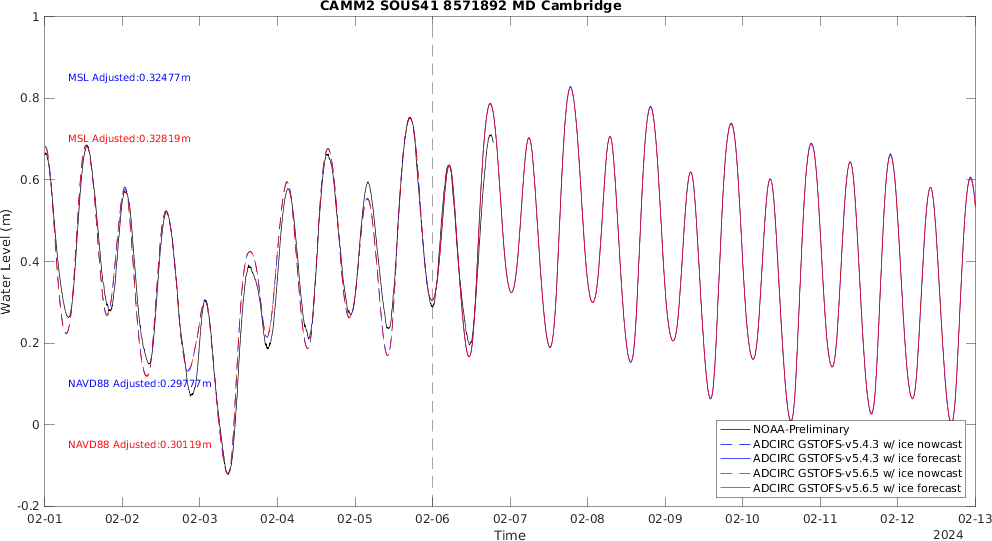 CAMM2 SOUS41 8571892 MD Cambridge
Water Level (m)
1
0.8
0.6
0.4
0.2
0
-0.2
MSL Adjusted:0.32477m
MSL Adjusted:0.32819m
NAVD88 Adjusted:0.29777m
NAVD88 Adjusted:0.30119m
NOAA-Preliminary
ADCIRC GSTOFS-v5.4.3 w/ ice nowcast
ADCIRC GSTOFS-v5.4.3 w/ ice forecast
ADCIRC GSTOFS-v5.6.5 w/ ice nowcast
ADCIRC GSTOFS-v5.6.5 w/ ice forecast
02-01 02-02 02-03 02-04 02-05 02-06 02-07 02-08 02-09 02-10 02-11 02-12 02-13
Time
2024